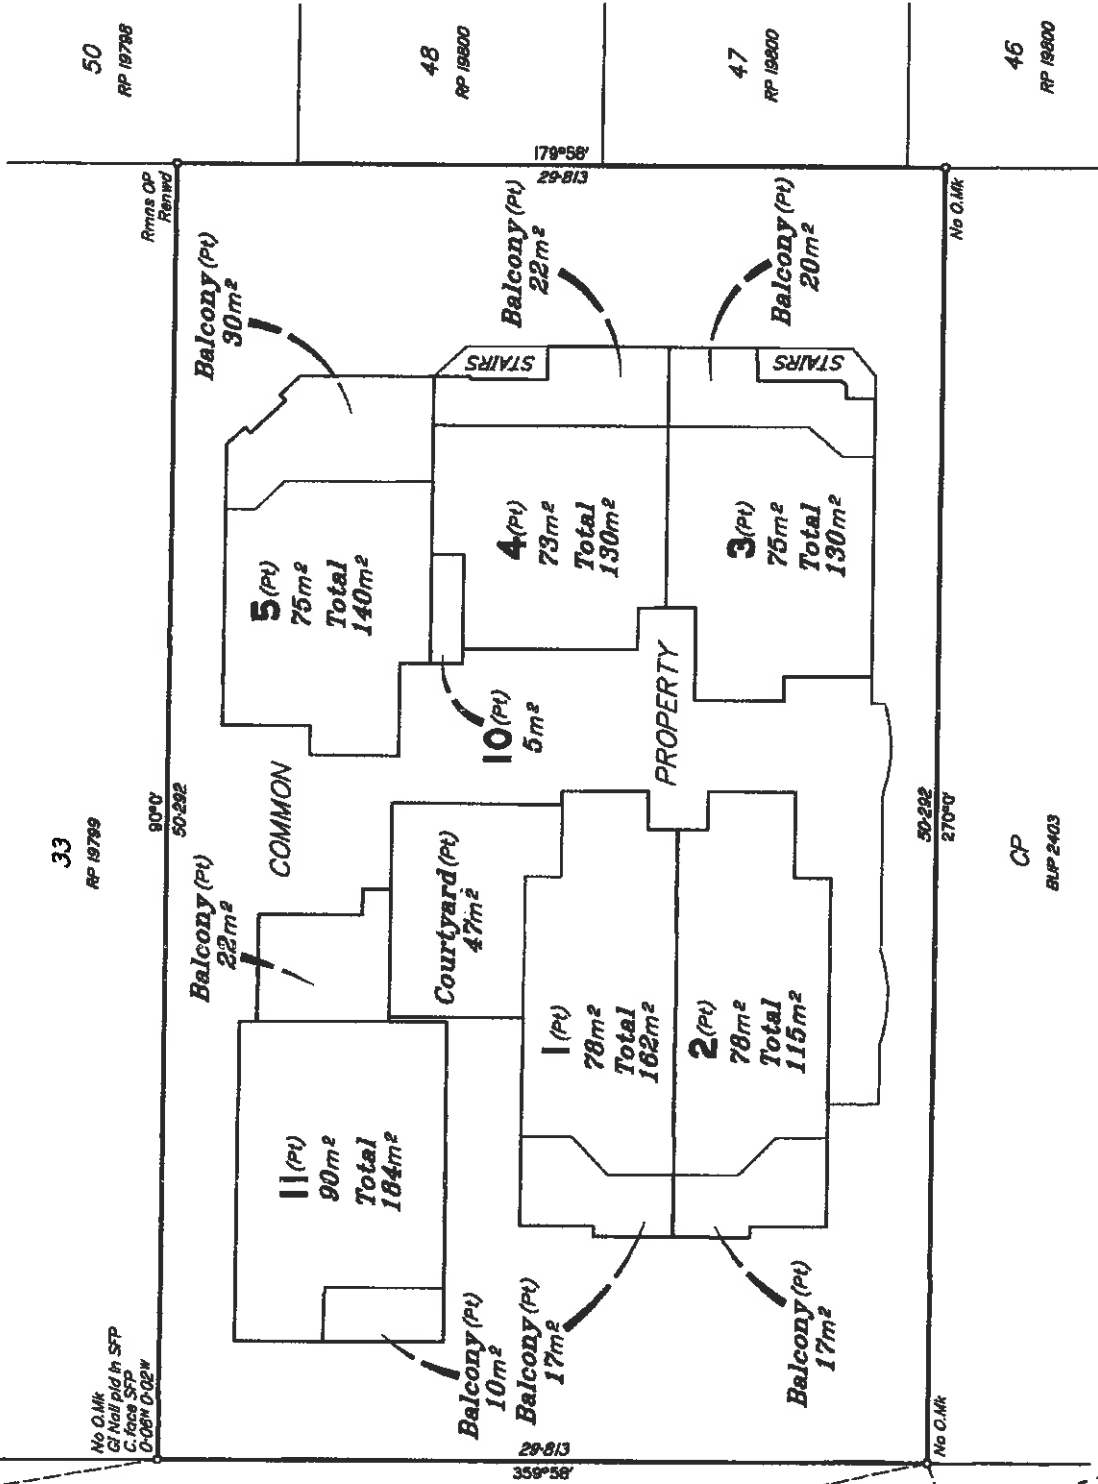 50
RP 19798
48
RP 19800
47
RP 19800
46
RP 19800
179°58'
29·813
Rmns OP
Renwd
No O.Mk
Balcony (Pt)
30m²
Balcony (Pt)
22m²
Balcony (Pt)
20m²
STAIRS
STAIRS
5 (Pt)
75m²
Total
140m²
4 (Pt)
73m²
Total
130m²
3 (Pt)
75m²
Total
130m²
10 (Pt)
5m²
COMMON
PROPERTY
33
RP 19799
90°0'
50·292
50·292
270°0'
CP
BUP 2403
Balcony (Pt)
22m²
Courtyard (Pt)
47m²
1 (Pt)
78m²
Total
162m²
2 (Pt)
78m²
Total
115m²
11 (Pt)
90m²
Total
184m²
Balcony (Pt)
10m²
Balcony (Pt)
17m²
Balcony (Pt)
17m²
No O.Mk
GI Nail pld in SFP
C. face SFP
0·06N 0·02W
29·813
359°58'
No O.Mk